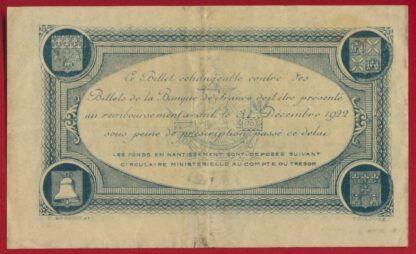 Ce Billet échangeable contre des
Billets de la Banque de France doit être présenté
au remboursement avant le 31 Décembre 1922
sous peine de prescription passé ce délai
LES FONDS EN NANTISSEMENT SONT DÉPOSÉS SUIVANT
CIRCULAIRE MINISTÉRIELLE AU COMPTE DU TRÉSOR